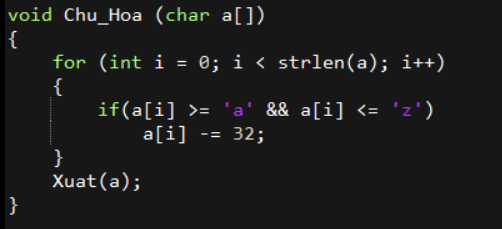 void Chu_Hoa (char a[])
{
for (int i = 0; i < strlen(a); i++)
{
if(a[i] >= 'a' && a[i] <= 'z')
a[i] -= 32;
}
Xuat(a);
}